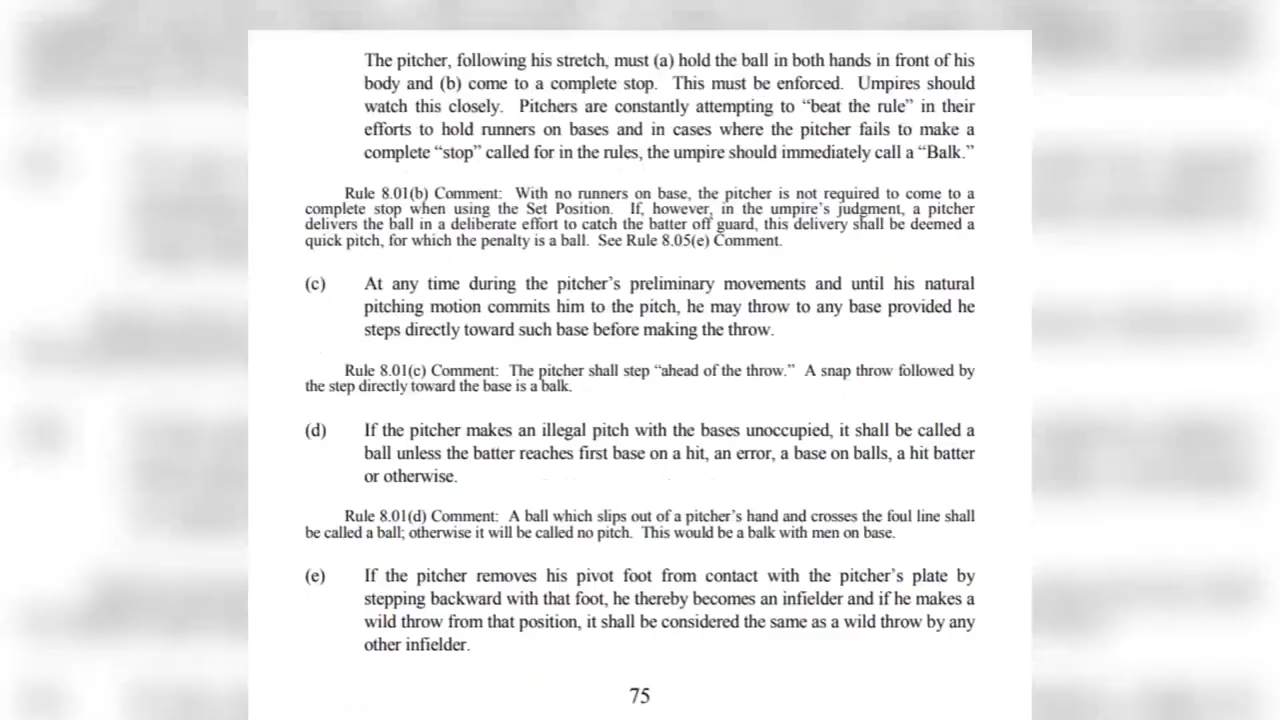 The pitcher, following his stretch, must (a) hold the ball in both hands in front of his
body and (b) come to a complete stop. This must be enforced. Umpires should
watch this closely. Pitchers are constantly attempting to “beat the rule” in their
efforts to hold runners on bases and in cases where the pitcher fails to make a
complete “stop” called for in the rules, the umpire should immediately call a “Balk.”
Rule 8.01(b) Comment: With no runners on base, the pitcher is not required to come to a
complete stop when using the Set Position. If, however, in the umpire’s judgment, a pitcher
delivers the ball in a deliberate effort to catch the batter off guard, this delivery shall be deemed a
quick pitch, for which the penalty is a ball. See Rule 8.05(e) Comment.
(c) At any time during the pitcher’s preliminary movements and until his natural
pitching motion commits him to the pitch, he may throw to any base provided he
steps directly toward such base before making the throw.
Rule 8.01(c) Comment: The pitcher shall step “ahead of the throw.” A snap throw followed by
the step directly toward the base is a balk.
(d) If the pitcher makes an illegal pitch with the bases unoccupied, it shall be called a
ball unless the batter reaches first base on a hit, an error, a base on balls, a hit batter
or otherwise.
Rule 8.01(d) Comment: A ball which slips out of a pitcher’s hand and crosses the foul line shall
be called a ball; otherwise it will be called no pitch. This would be a balk with men on base.
(e) If the pitcher removes his pivot foot from contact with the pitcher’s plate by
stepping backward with that foot, he thereby becomes an infielder and if he makes a
wild throw from that position, it shall be considered the same as a wild throw by any
other infielder.
75